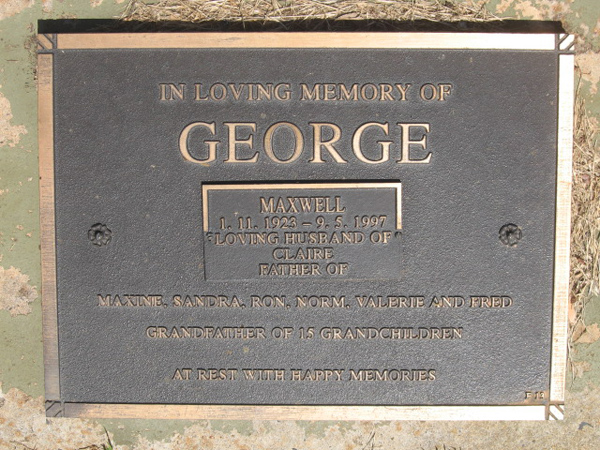 IN LOVING MEMORY OF
GEORGE
MAXWELL
1. 11. 1923 – 9. 5. 1997
"LOVING HUSBAND OF"
CLAIRE
FATHER OF
MAXINE, SANDRA, RON, NORM, VALERIE AND FRED
GRANDFATHER OF 15 GRANDCHILDREN
AT REST WITH HAPPY MEMORIES